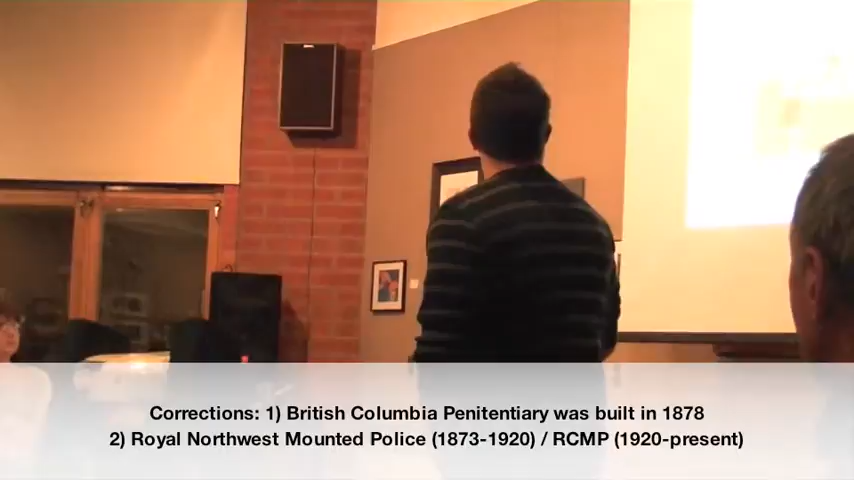 Corrections: 1) British Columbia Penitentiary was built in 1878
2) Royal Northwest Mounted Police (1873-1920) / RCMP (1920-present)